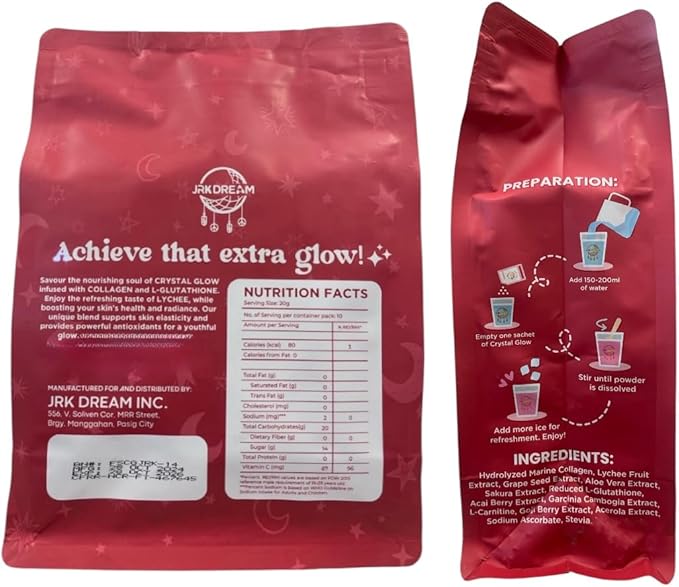 JRK DREAM
Achieve that extra glow!
Savour the nourishing soul of CRYSTAL GLOW
infused with COLLAGEN and L-GLUTATHIONE.
Enjoy the refreshing taste of LYCHEE, while
boosting your skin's health and radiance. Our
unique blend supports skin elasticity and
provides powerful antioxidants for a youthful
glow.
MANUFACTURED FOR AND DISTRIBUTED BY:
JRK DREAM INC.
556. V. Soliven Cor. MRR Street,
Brgy. Manggahan, Pasig City
NUTRITION FACTS
Serving Size: 20g
No. of Serving per container pack: 10
Amount per Serving % RENI/RNI*
Calories (kcal) 80 3
Calories from Fat 0
Total Fat (g) 0
Saturated Fat (g) 0
Trans Fat (g) 0
Cholesterol (mg) 0
Sodium (mg)** 2 0
Total Carbohydrates(g) 20
Dietary Fiber (g) 0
Sugar (g) 14
Total Protein (g) 0
Vitamin C (mg) 67 96
PREPARATION:
Add 150-200ml
of water
Empty one sachet
of Crystal Glow
Stir until powder
is dissolved
Add more ice for
refreshment. Enjoy!
INGREDIENTS:
Hydrolyzed Marine Collagen, Lychee Fruit
Extract, Grape Seed Extract, Aloe Vera Extract,
Sakura Extract, Reduced L-Glutathione,
Acai Berry Extract, Garcinia Cambogia Extract,
L-Carnitine, Goji Berry Extract, Acerola Extract,
Sodium Ascorbate, Stevia.